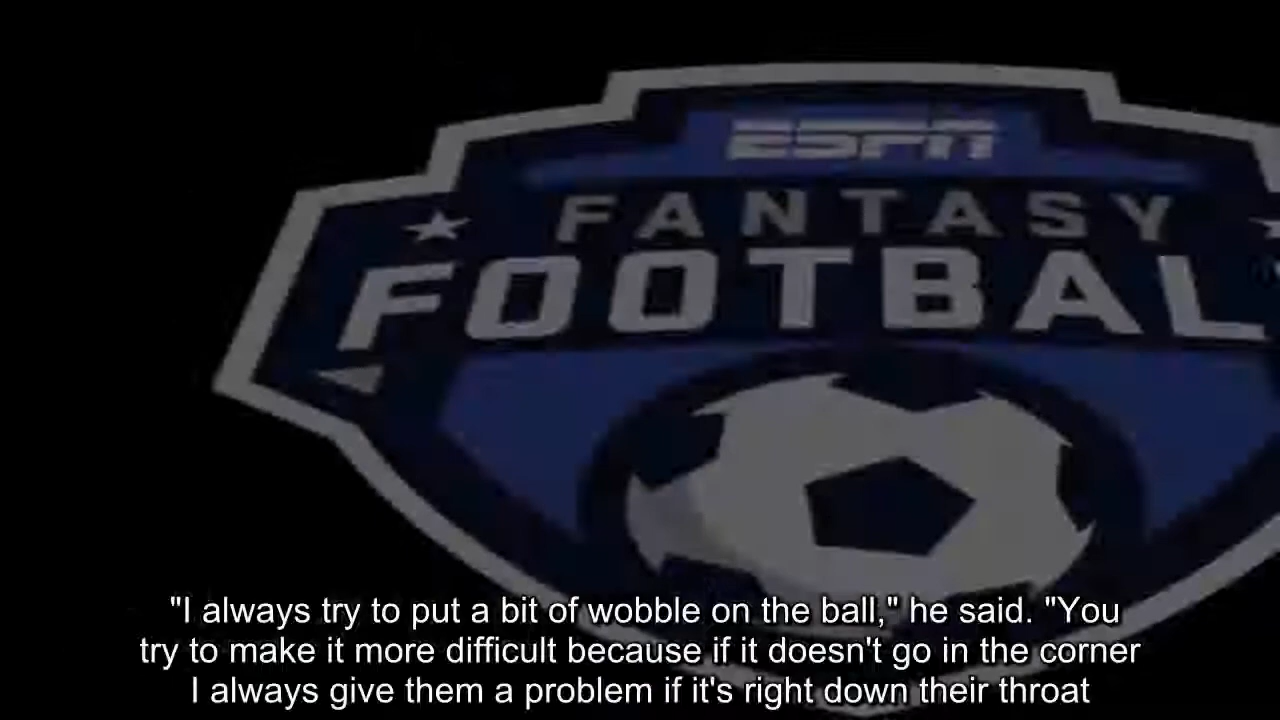 ESPN
FANTASY
FOOTBAL
"I always try to put a bit of wobble on the ball," he said. "You
try to make it more difficult because if it doesn't go in the corner
I always give them a problem if it's right down their throat